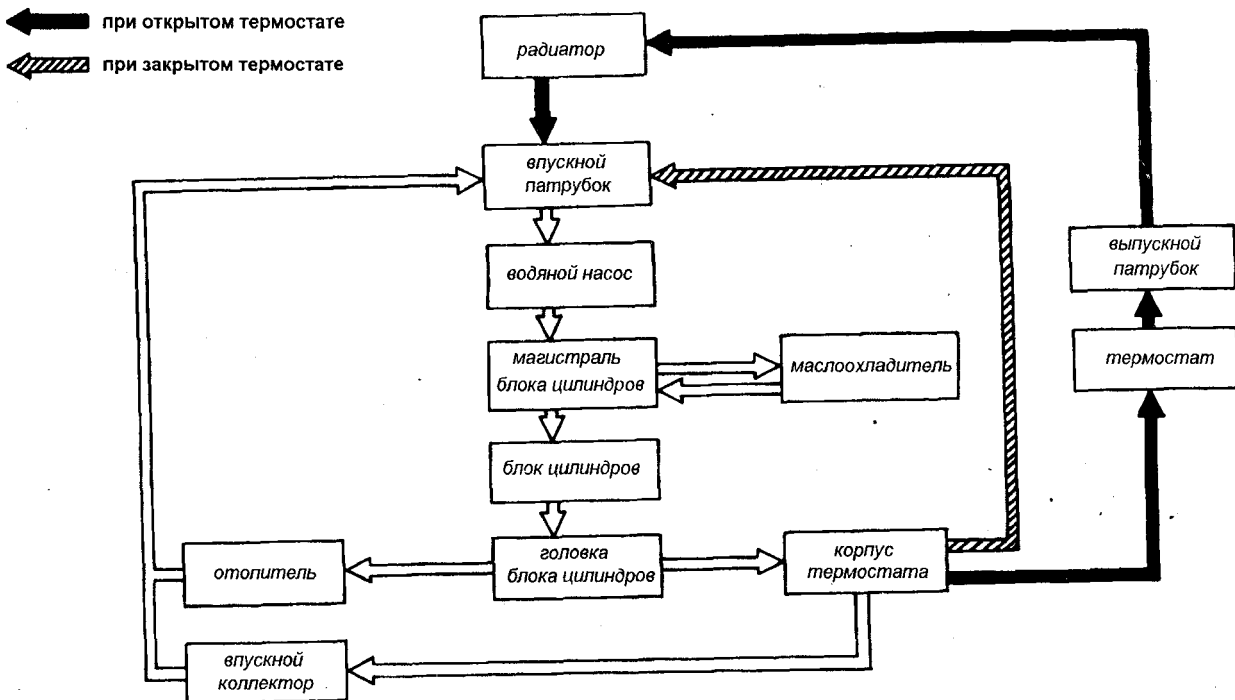 при открытом термостате
при закрытом термостате
радиатор
впускной
патрубок
водяной насос
выпускной
патрубок
магистраль
блока цилиндров
маслоохладитель
термостат
блок цилиндров
отопитель
головка
блока цилиндров
корпус
термостата
впускной
коллектор